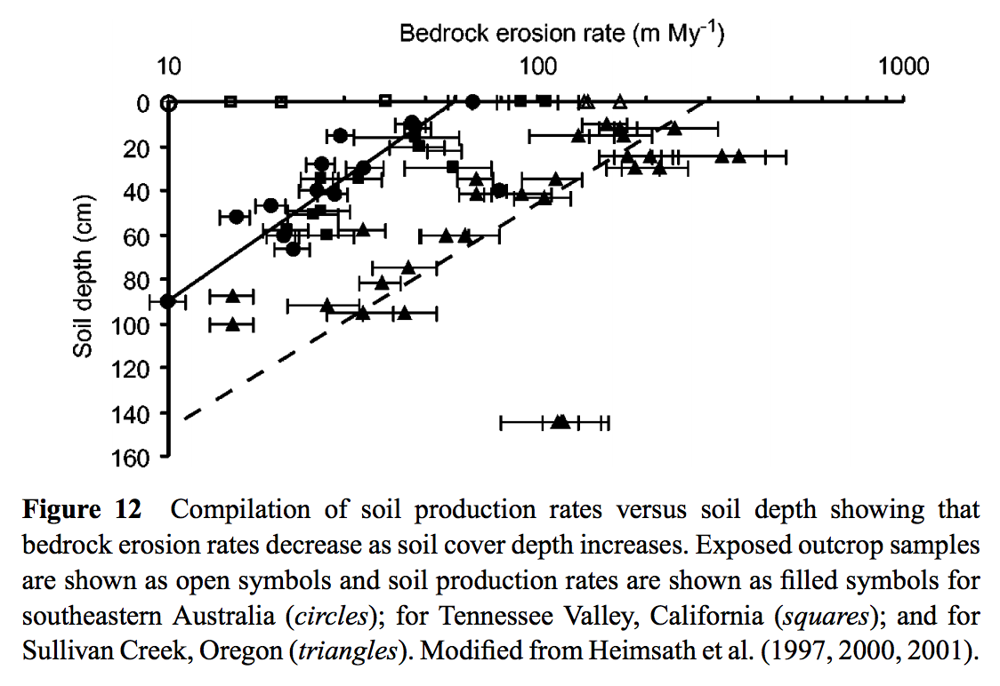 Bedrock erosion rate (m My⁻¹)
10 100 1000
0
20
40
60
80
100
120
140
160
Soil depth (cm)
Figure 12 Compilation of soil production rates versus soil depth showing that
bedrock erosion rates decrease as soil cover depth increases. Exposed outcrop samples
are shown as open symbols and soil production rates are shown as filled symbols for
southeastern Australia (circles); for Tennessee Valley, California (squares); and for
Sullivan Creek, Oregon (triangles). Modified from Heimsath et al. (1997, 2000, 2001).